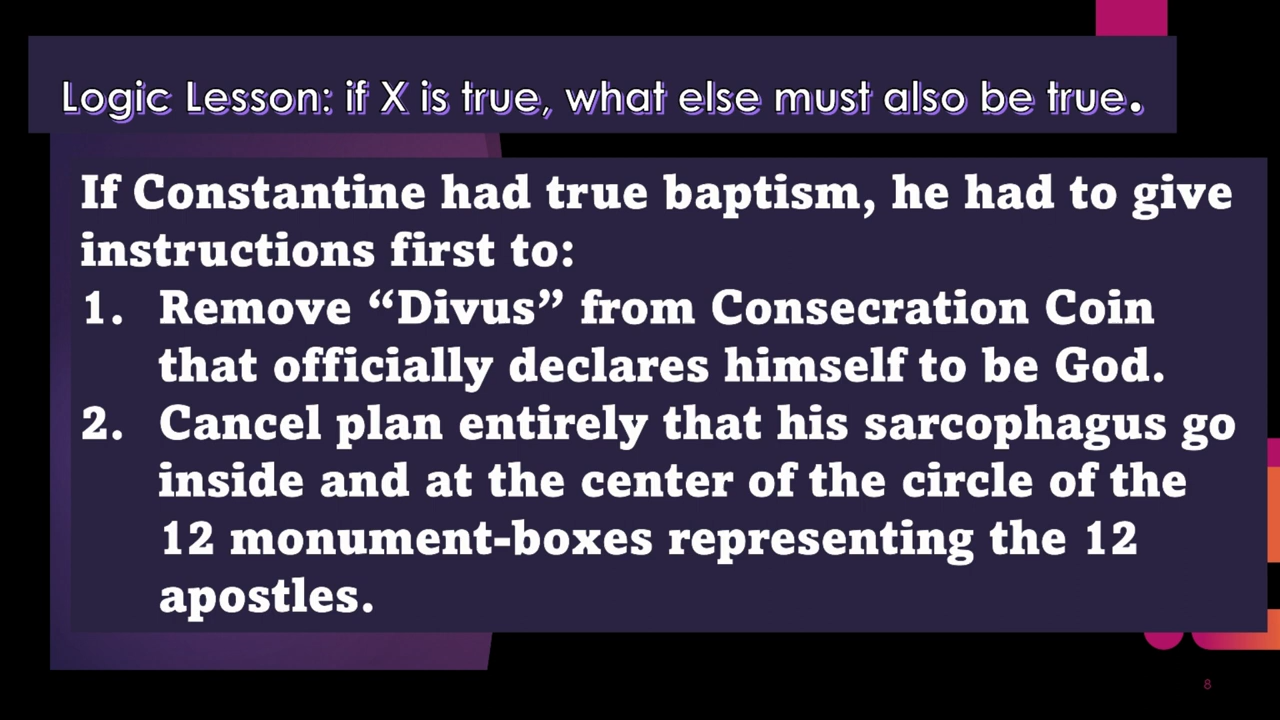 Logic Lesson: if X is true, what else must also be true.
If Constantine had true baptism, he had to give
instructions first to:
1. Remove “Divus” from Consecration Coin
that officially declares himself to be God.
2. Cancel plan entirely that his sarcophagus go
inside and at the center of the circle of the
12 monument-boxes representing the 12
apostles.
8